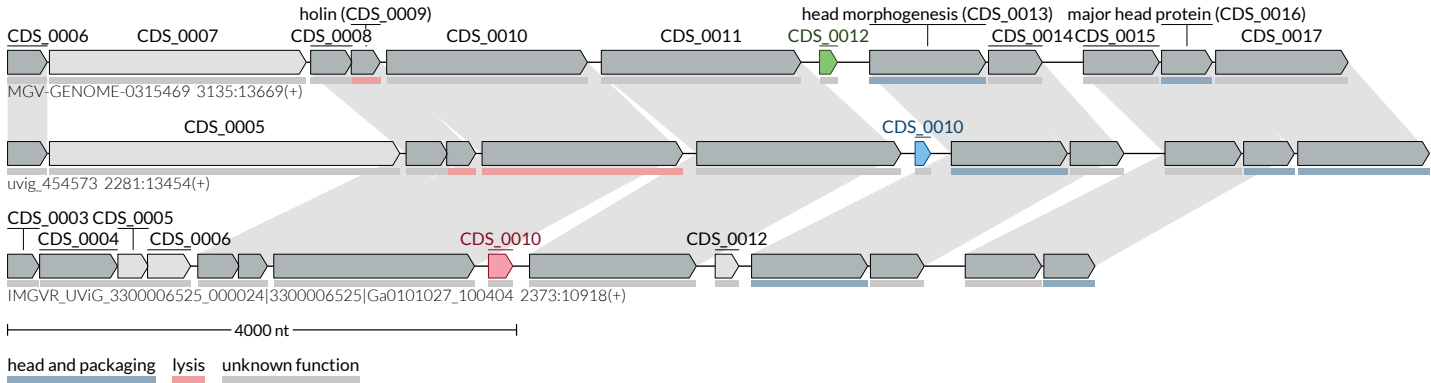 holin (CDS_0009) head morphogenesis (CDS_0013) major head protein (CDS_0016)
CDS_0006 CDS_0007 CDS_0008 CDS_0010 CDS_0011 CDS_0012 CDS_0014 CDS_0015 CDS_0017
MGV-GENOME-0315469 3135:13669(+)
CDS_0005 CDS_0010
uvig_454573 2281:13454(+)
CDS_0003 CDS_0005
CDS_0004 CDS_0006 CDS_0010 CDS_0012
IMGVR_UViG_3300006525_000024|3300006525|Ga0101027_100404 2373:10918(+)
4000 nt
head and packaging lysis unknown function